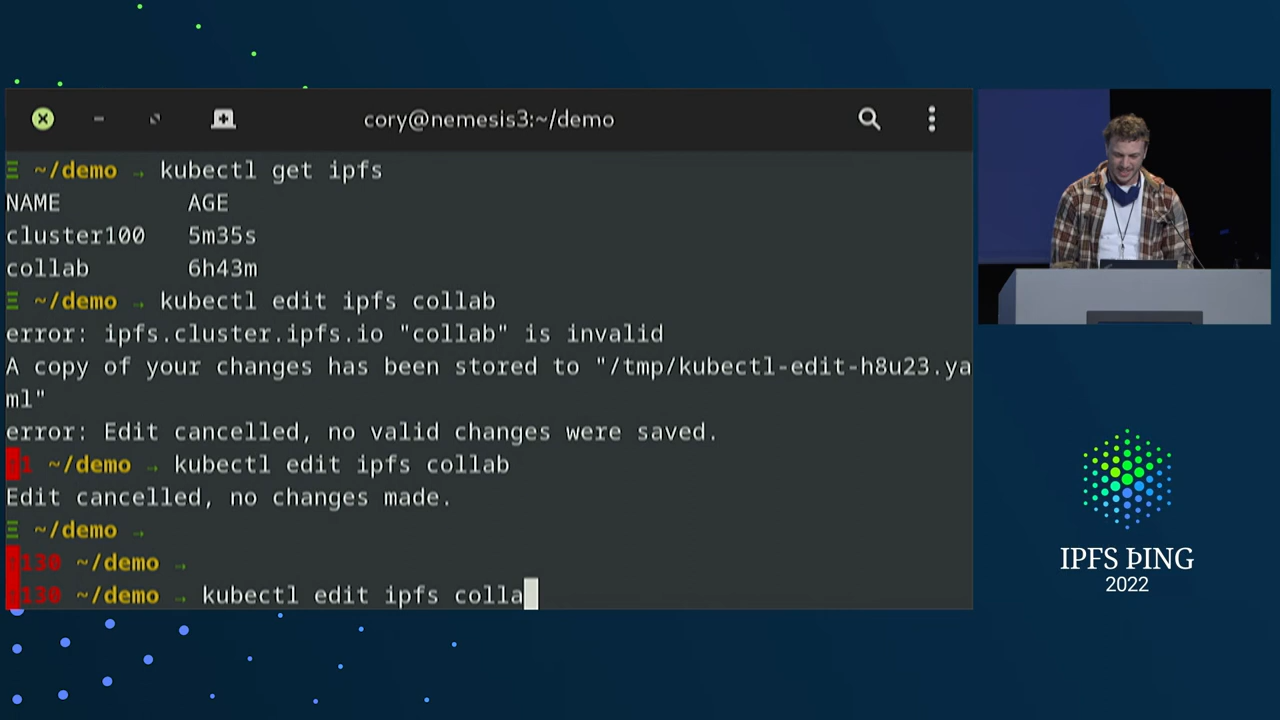 cory@nemesis3:~/demo
~/demo → kubectl get ipfs
NAME AGE
cluster100 5m35s
collab 6h43m
~/demo → kubectl edit ipfs collab
error: ipfs.cluster.ipfs.io "collab" is invalid
A copy of your changes has been stored to "/tmp/kubectl-edit-h8u23.ya
ml"
error: Edit cancelled, no valid changes were saved.
1 ~/demo → kubectl edit ipfs collab
Edit cancelled, no changes made.
~/demo →
130 ~/demo →
130 ~/demo → kubectl edit ipfs colla
IPFS ÞING
2022